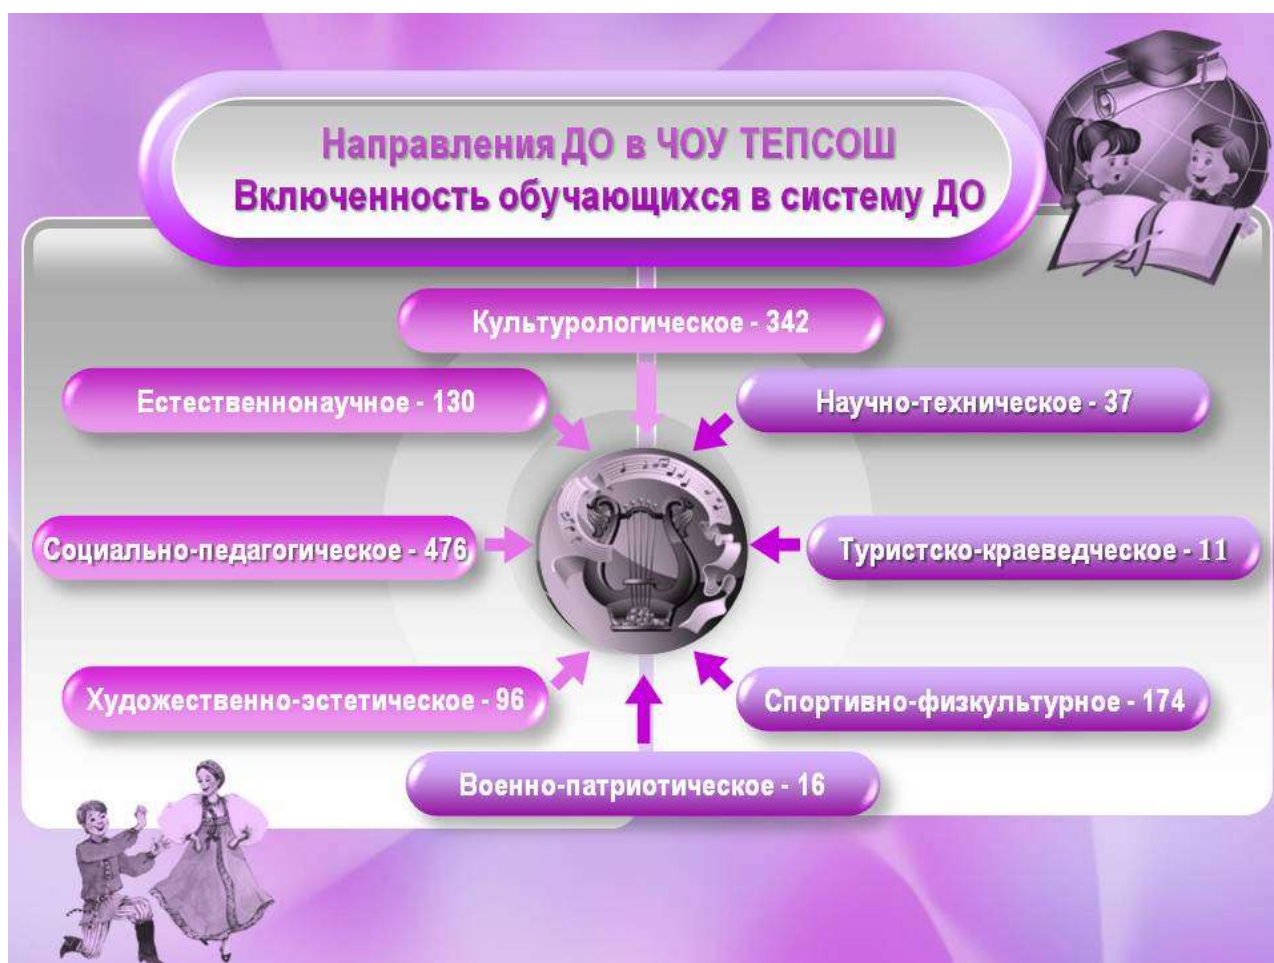 Направления ДО в ЧОУ ТЕПСОШ
Включенность обучающихся в систему ДО
Культурологическое - 342
Естественнонаучное - 130
Научно-техническое - 37
Социально-педагогическое - 476
Туристско-краеведческое - 11
Художественно-эстетическое - 96
Спортивно-физкультурное - 174
Военно-патриотическое - 16